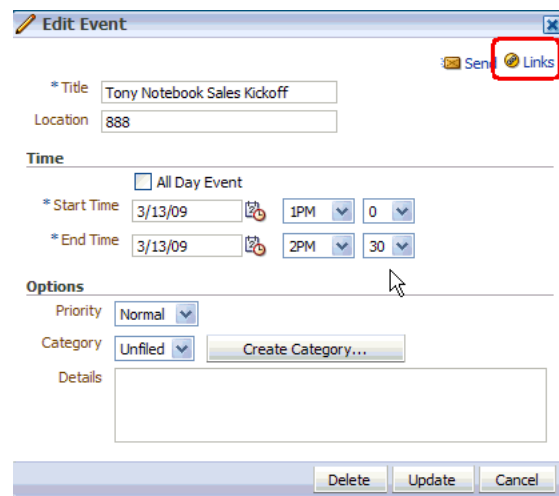 Edit Event
Send Links
* Title Tony Notebook Sales Kickoff
Location 888
Time
All Day Event
* Start Time 3/13/09 1PM 0
* End Time 3/13/09 2PM 30
Options
Priority Normal
Category Unfiled Create Category...
Details
Delete Update Cancel